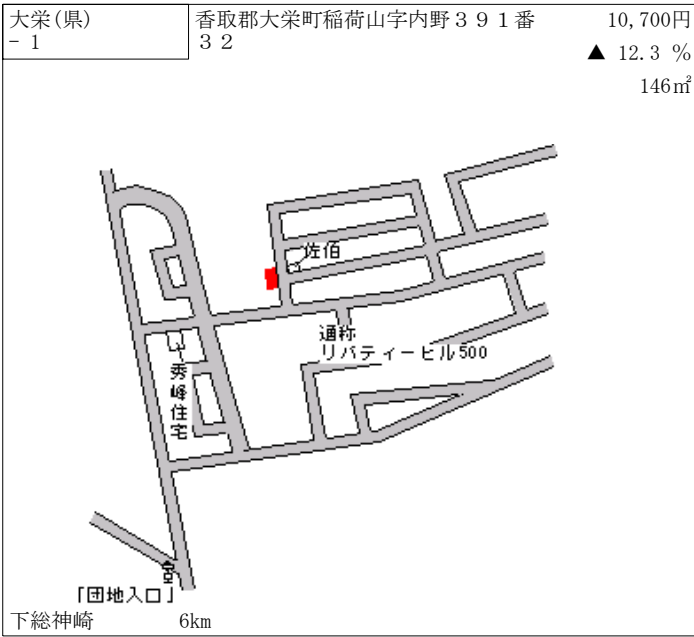 大栄(県)
－１
香取郡大栄町稲荷山字内野３９１番
３２
10,700円
▲ 12.3 %
146㎡
佐伯
通称
リバティービル500
秀峰住宅
「団地入口」
下総神崎 6km